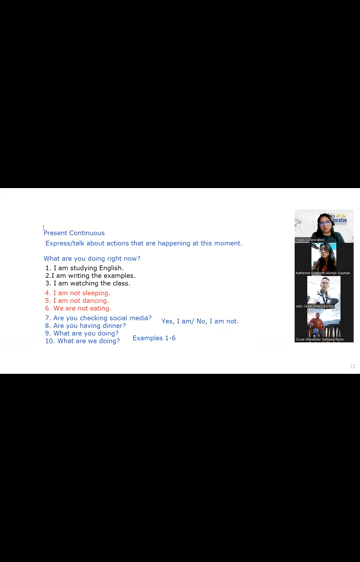 Present Continuous
Express/talk about actions that are happening at this moment.
What are you doing right now?
1. I am studying English.
2.I am writing the examples.
3. I am watching the class.
4. I am not sleeping.
5. I am not dancing.
6. We are not eating.
7. Are you checking social media?
Yes, I am/ No, I am not.
8. Are you having dinner?
9. What are you doing?
10. What are we doing?
Examples 1-6